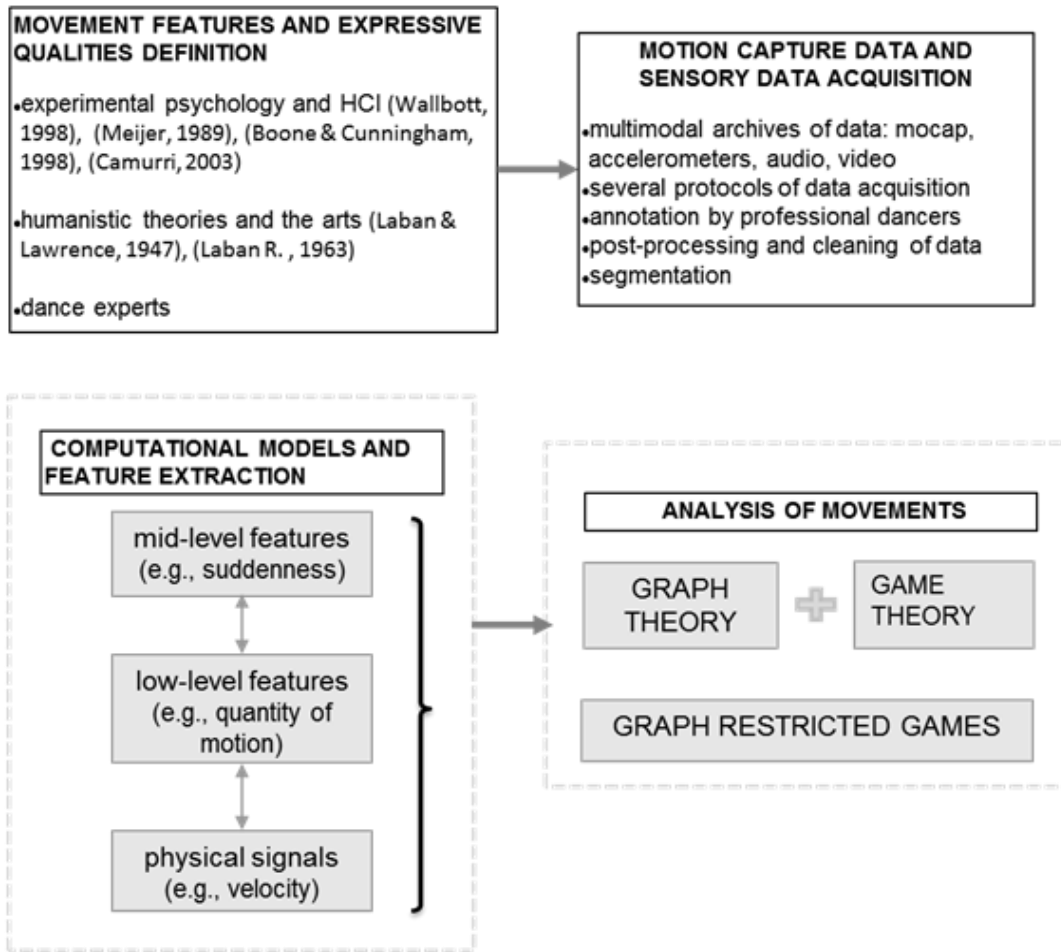 MOVEMENT FEATURES AND EXPRESSIVE
QUALITIES DEFINITION
•experimental psychology and HCI (Wallbott,
1998), (Meijer, 1989), (Boone & Cunningham,
1998), (Camurri, 2003)
•humanistic theories and the arts (Laban &
Lawrence, 1947), (Laban R. , 1963)
•dance experts
MOTION CAPTURE DATA AND
SENSORY DATA ACQUISITION
•multimodal archives of data: mocap,
accelerometers, audio, video
•several protocols of data acquisition
•annotation by professional dancers
•post-processing and cleaning of data
•segmentation
COMPUTATIONAL MODELS AND
FEATURE EXTRACTION
mid-level features
(e.g., suddenness)
low-level features
(e.g., quantity of
motion)
physical signals
(e.g., velocity)
ANALYSIS OF MOVEMENTS
GRAPH
THEORY
GAME
THEORY
GRAPH RESTRICTED GAMES